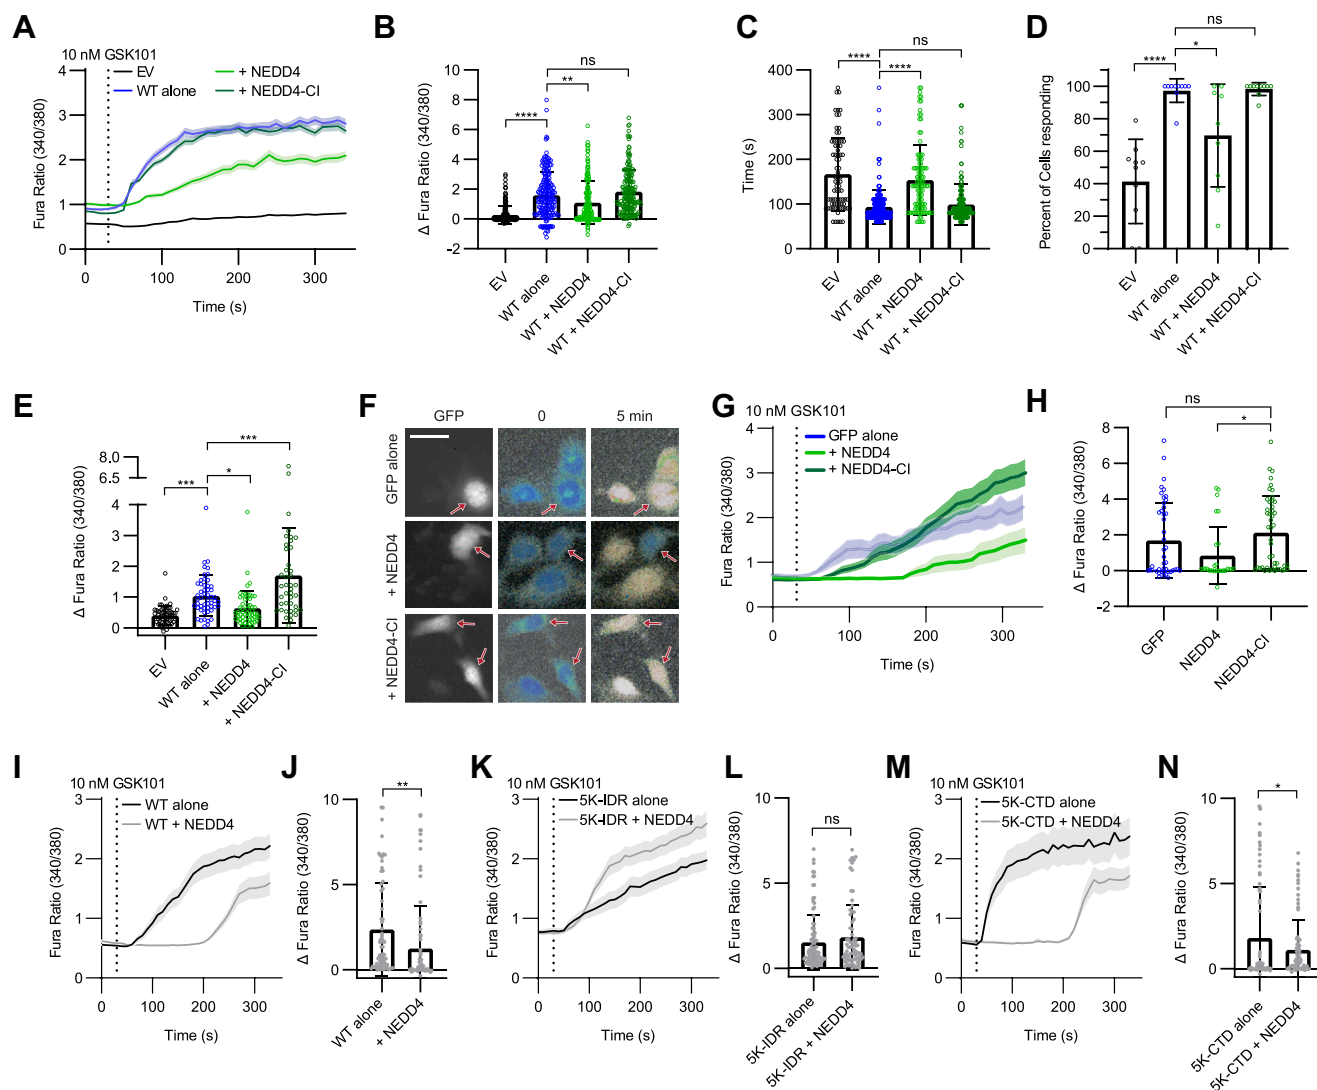 A
10 nM GSK101
EV
WT alone
+ NEDD4
+ NEDD4-CI
Fura Ratio (340/380)
4
3
2
1
0
0 100 200 300
Time (s)
B
ns
**
****
Δ Fura Ratio (340/380)
10
8
6
4
2
0
-2
EV
WT alone
WT + NEDD4
WT + NEDD4-CI
C
ns
**** ****
Time (s)
400
300
200
100
0
EV
WT alone
WT + NEDD4
WT + NEDD4-CI
D
ns
*
****
Percent of Cells responding
100
80
60
40
20
0
EV
WT alone
WT + NEDD4
WT + NEDD4-CI
E
***
*
***
Δ Fura Ratio (340/380)
8.0
6.5
4
3
2
1
0
EV
WT alone
+ NEDD4
+ NEDD4-CI
F
GFP 0 5 min
GFP alone
+ NEDD4
+ NEDD4-CI
G
10 nM GSK101
GFP alone
+ NEDD4
+ NEDD4-CI
Fura Ratio (340/380)
4
3
2
1
0
0 100 200 300
Time (s)
H
ns
*
Δ Fura Ratio (340/380)
8
6
4
2
0
-2
GFP
NEDD4
NEDD4-CI
I
10 nM GSK101
WT alone
WT + NEDD4
Fura Ratio (340/380)
3
2
1
0
0 100 200 300
Time (s)
J
**
Δ Fura Ratio (340/380)
10
5
0
WT alone
+ NEDD4
K
10 nM GSK101
5K-IDR alone
5K-IDR + NEDD4
Fura Ratio (340/380)
3
2
1
0
0 100 200 300
Time (s)
L
ns
Δ Fura Ratio (340/380)
10
5
0
5K-IDR alone
5K-IDR + NEDD4
M
10 nM GSK101
5K-CTD alone
5K-CTD + NEDD4
Fura Ratio (340/380)
3
2
1
0
0 100 200 300
Time (s)
N
*
Δ Fura Ratio (340/380)
10
5
0
5K-CTD alone
5K-CTD + NEDD4